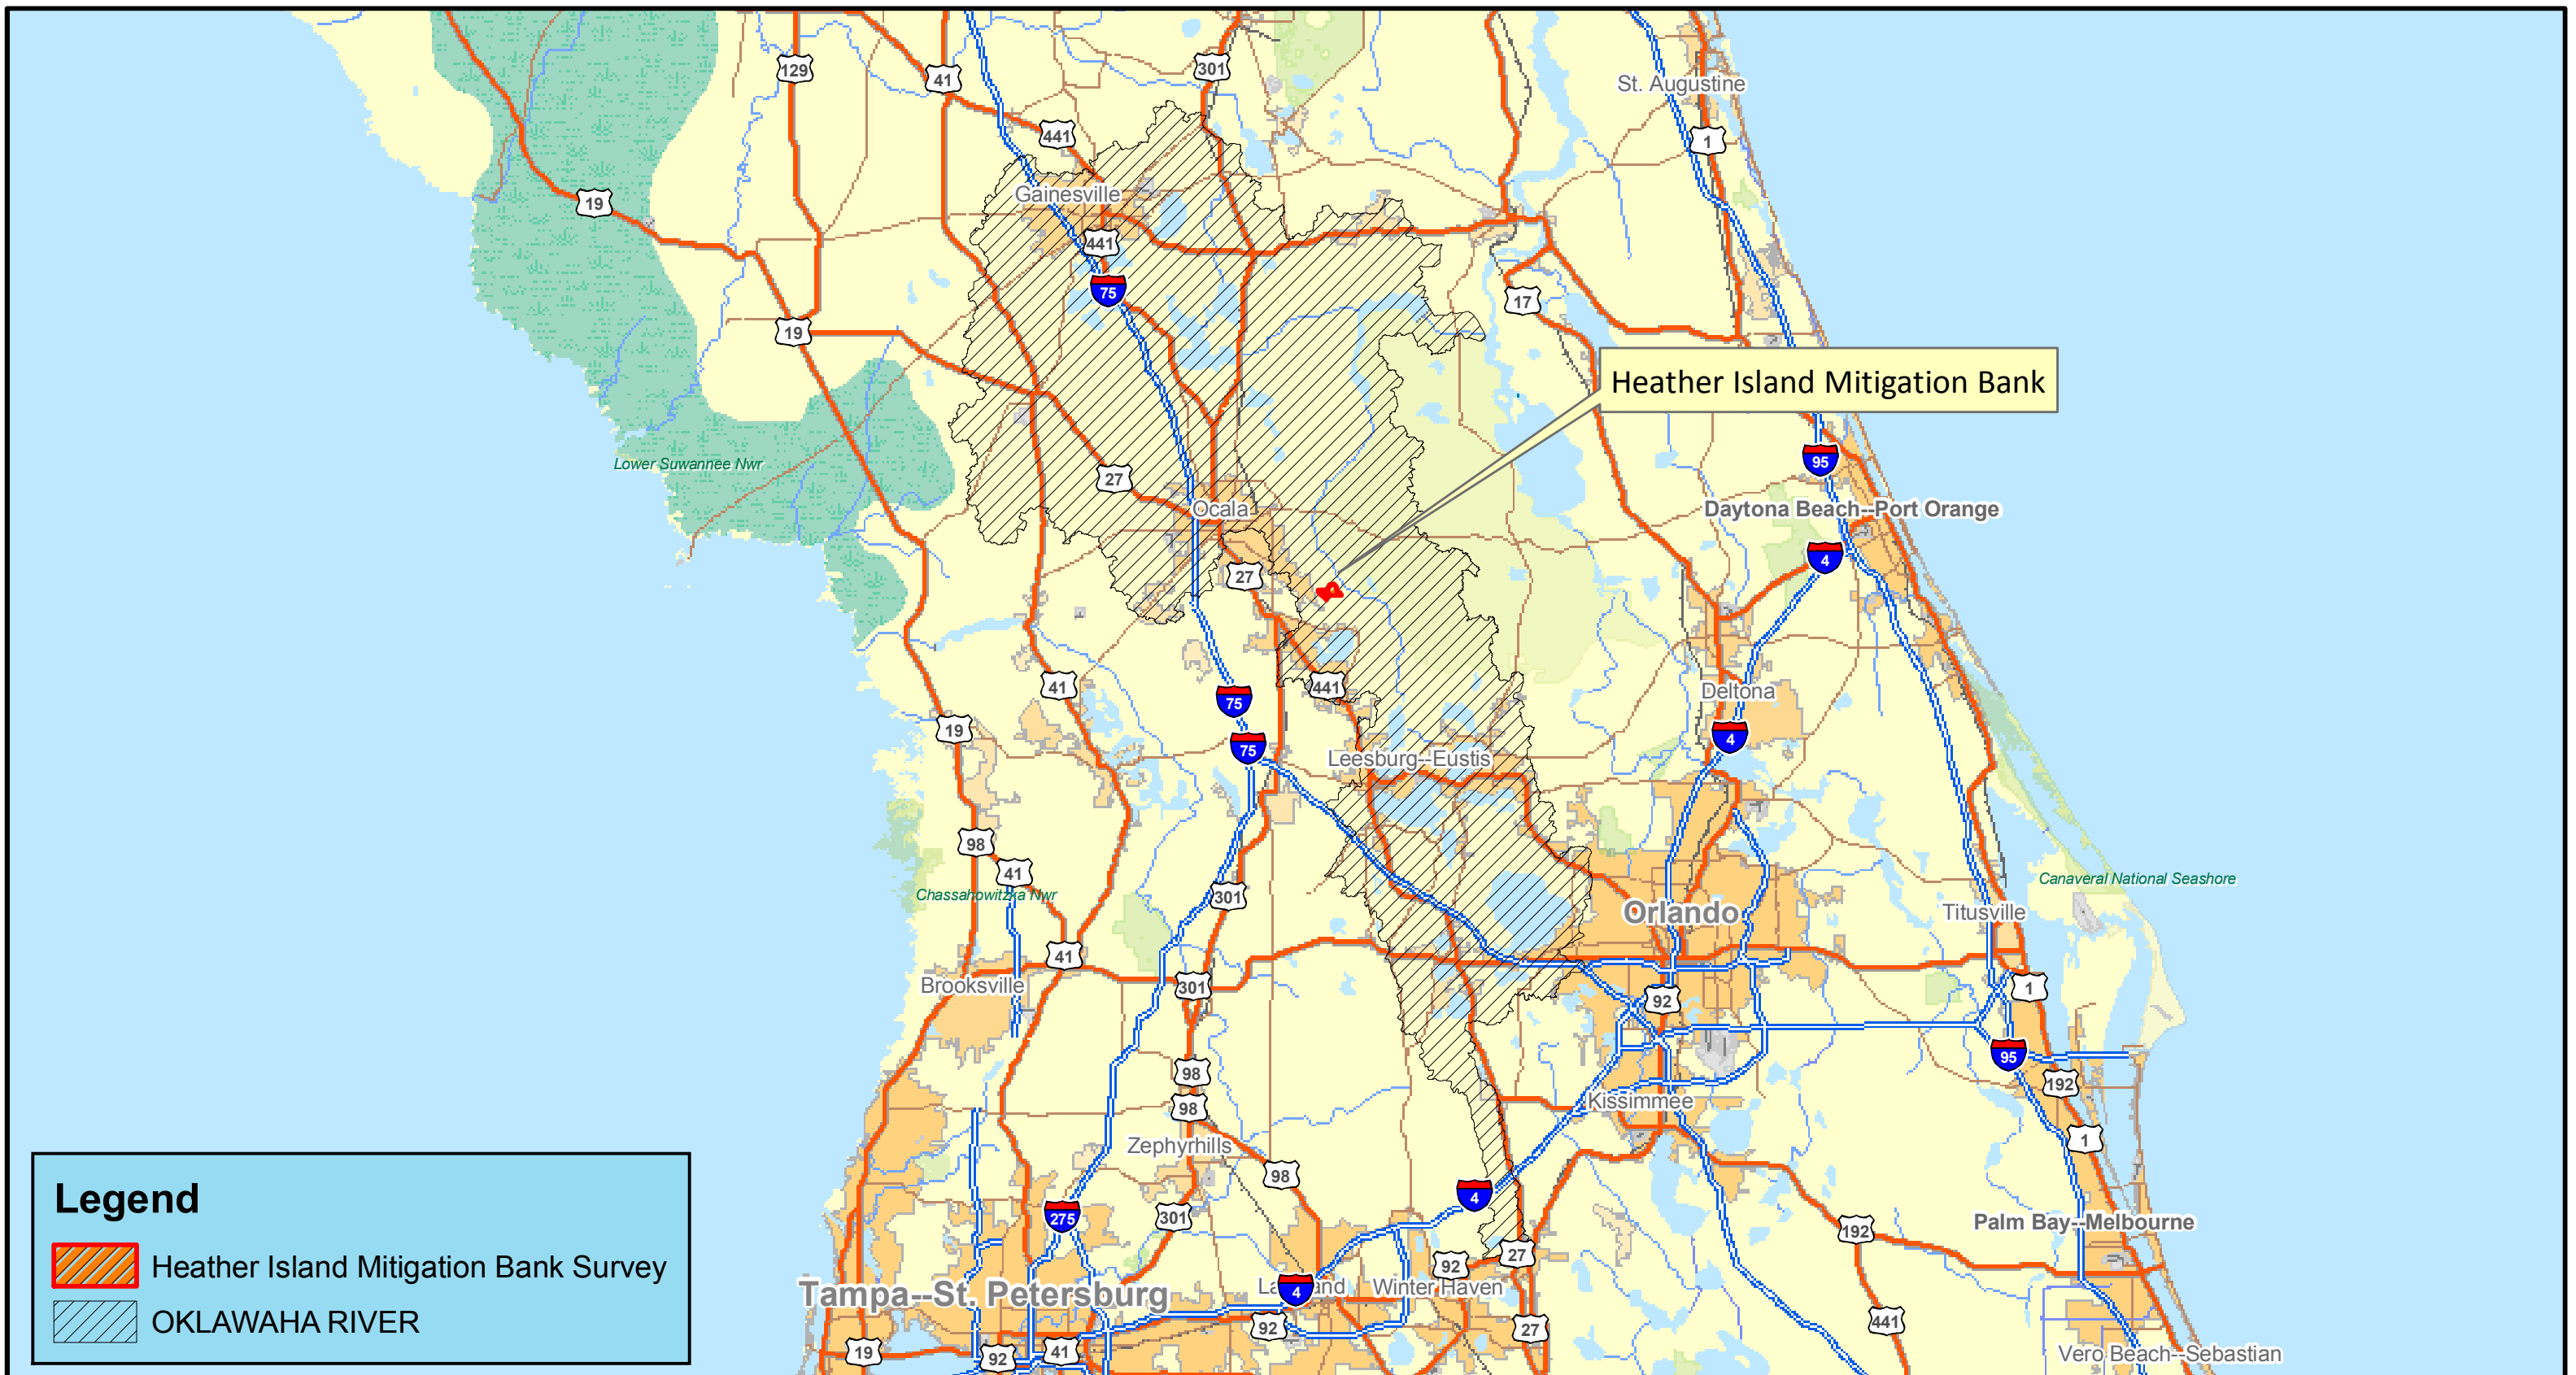 129
41
301
St. Augustine
441
1
Gainesville
19
441
75
17
19
Heather Island Mitigation Bank
95
Lower Suwannee Nwr
27
Ocala
Daytona Beach--Port Orange
4
27
41
441
Deltona
75
19
4
75
Leesburg--Eustis
98
41
Canaveral National Seashore
Chassahowitzka Nwr
301
Orlando
Titusville
41
Brooksville
301
1
92
95
98
192
Kissimmee
98
1
Zephyrhills
98
4
275
301
Palm Bay--Melbourne
192
27
92
Tampa--St. Petersburg
4
Winter Haven
441
92
27
19
92
41
Vero Beach--Sebastian
Legend
Heather Island Mitigation Bank Survey
OKLAWAHA RIVER